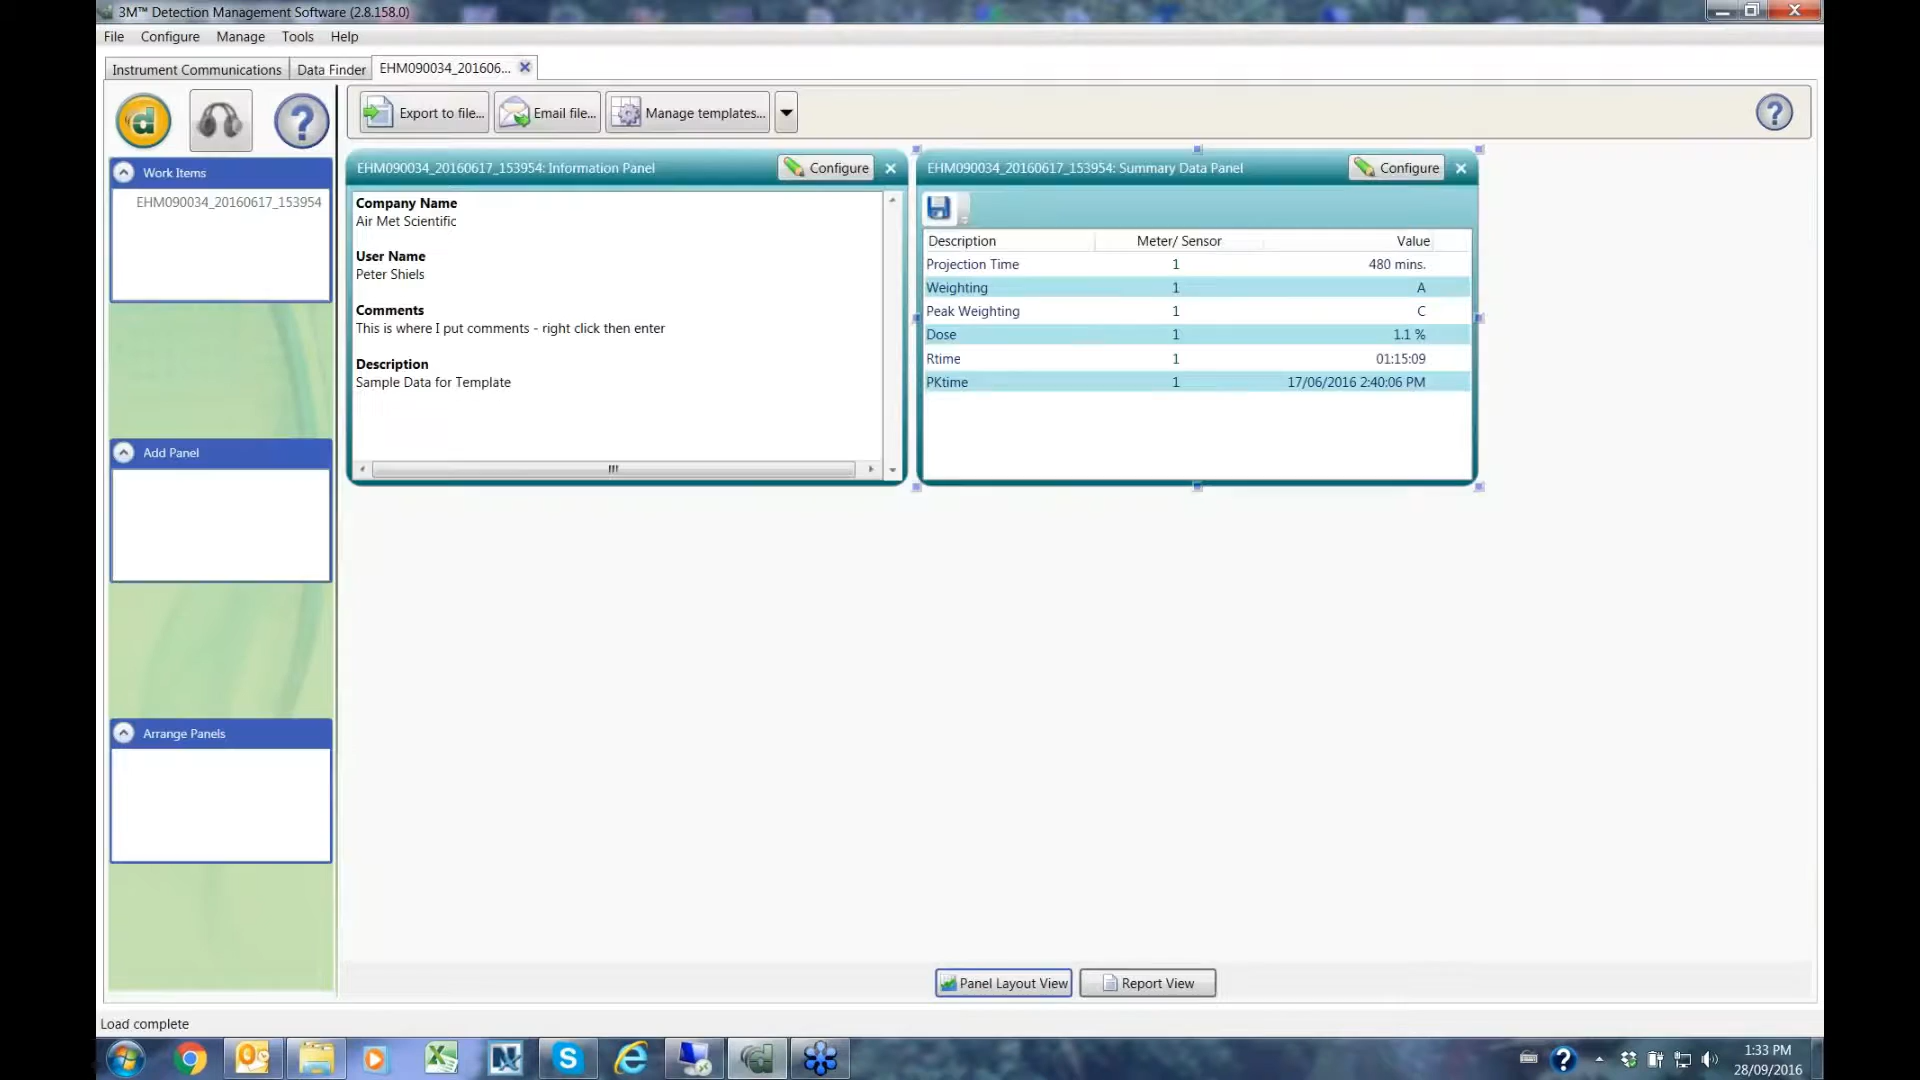 3M™ Detection Management Software (2.8.158.0)
File Configure Manage Tools Help
Instrument Communications Data Finder EHM090034_201606...
Export to file... Email file... Manage templates...
Work Items
EHM090034_20160617_153954
Add Panel
Arrange Panels
EHM090034_20160617_153954: Information Panel Configure
Company Name
Air Met Scientific
User Name
Peter Shiels
Comments
This is where I put comments - right click then enter
Description
Sample Data for Template
EHM090034_20160617_153954: Summary Data Panel Configure
Description Meter/ Sensor Value
Projection Time 1 480 mins.
Weighting 1 A
Peak Weighting 1 C
Dose 1 1.1 %
Rtime 1 01:15:09
PKtime 1 17/06/2016 2:40:06 PM
Panel Layout View Report View
Load complete
1:33 PM
28/09/2016